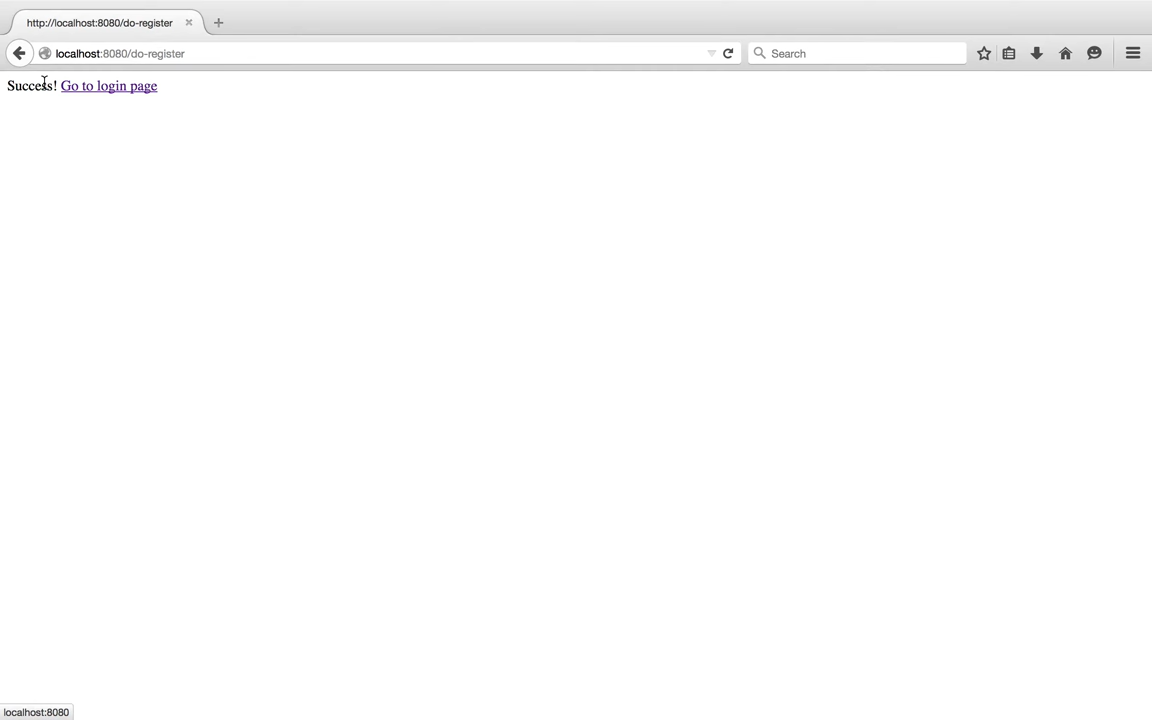 http://localhost:8080/do-register
localhost:8080/do-register
Search
Success! Go to login page
localhost:8080